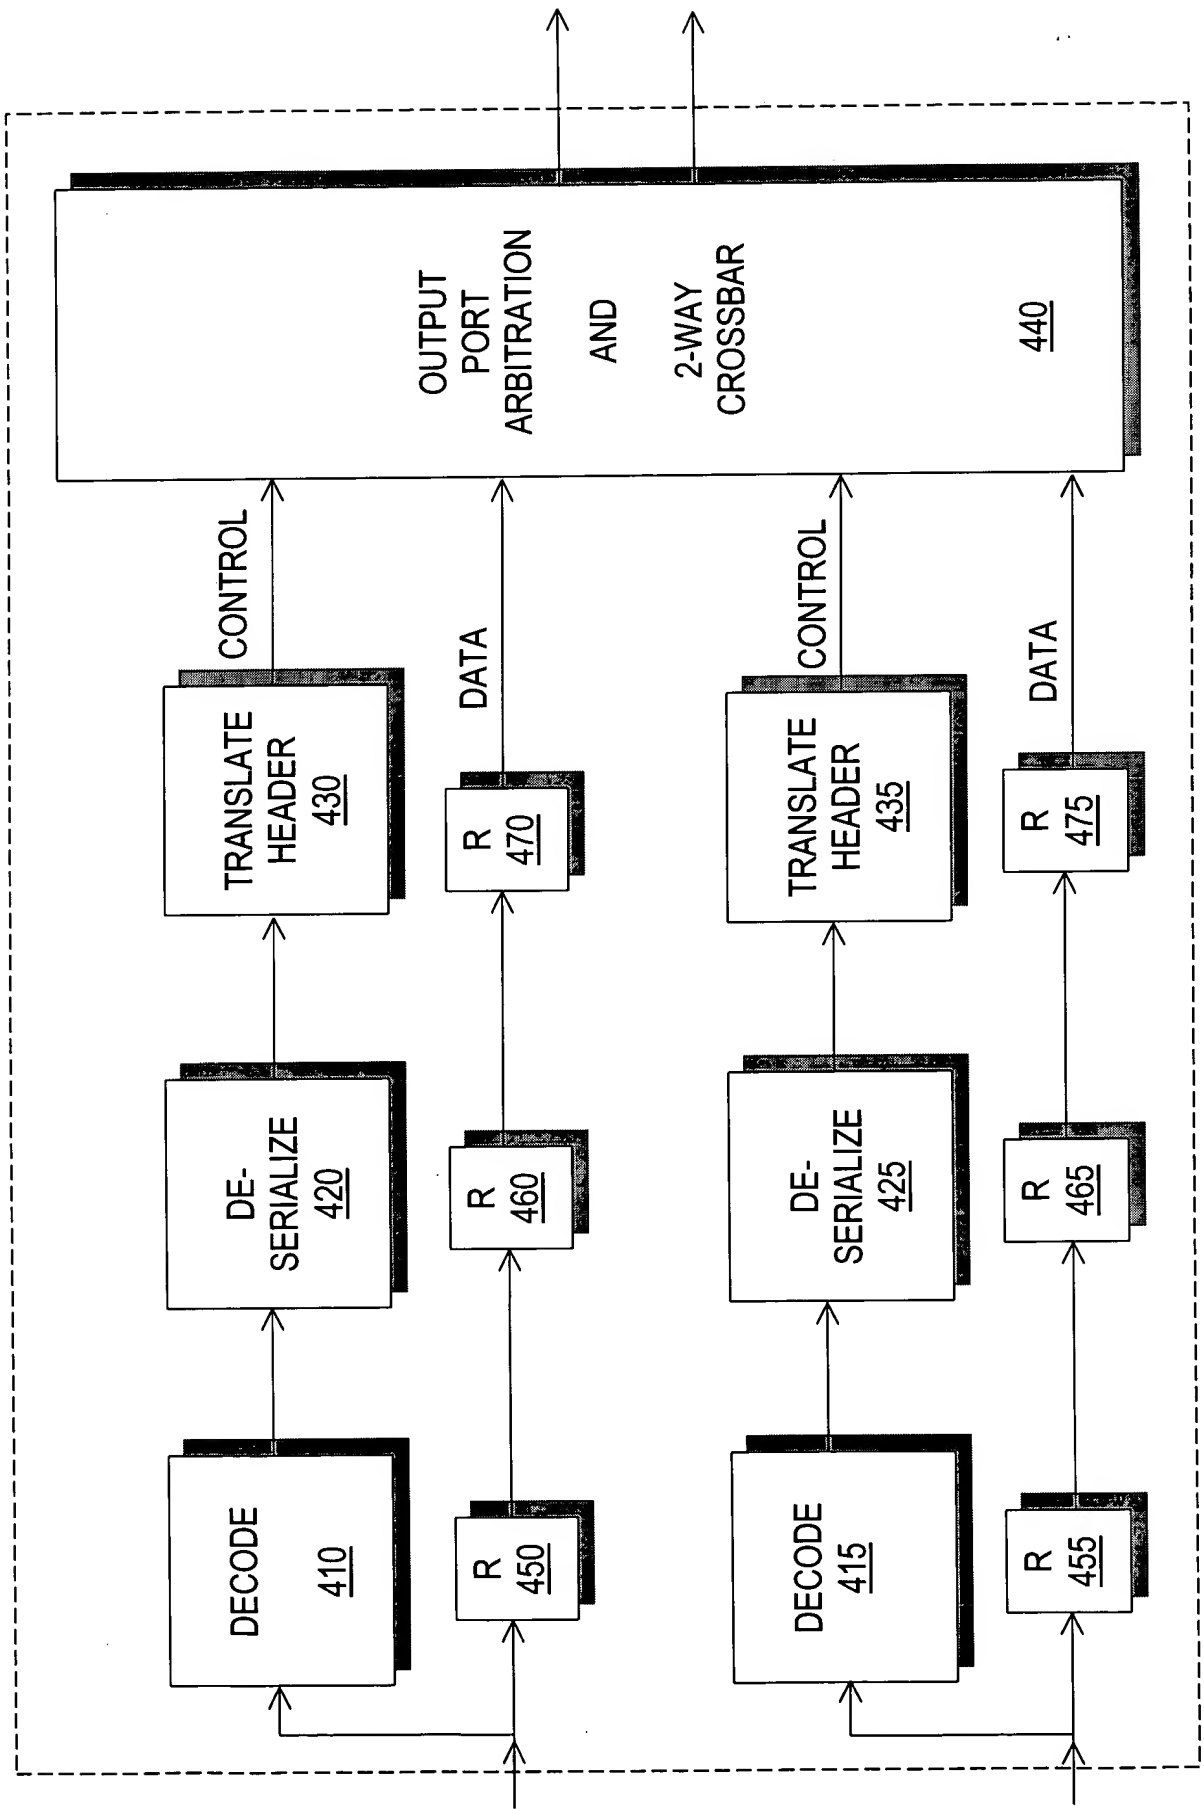 DECODE
410
DE-
SERIALIZE
420
TRANSLATE
HEADER
430
CONTROL
R
450
R
460
R
470
DATA
DECODE
415
DE-
SERIALIZE
425
TRANSLATE
HEADER
435
CONTROL
R
455
R
465
R
475
DATA
OUTPUT
PORT
ARBITRATION
AND
2-WAY
CROSSBAR
440